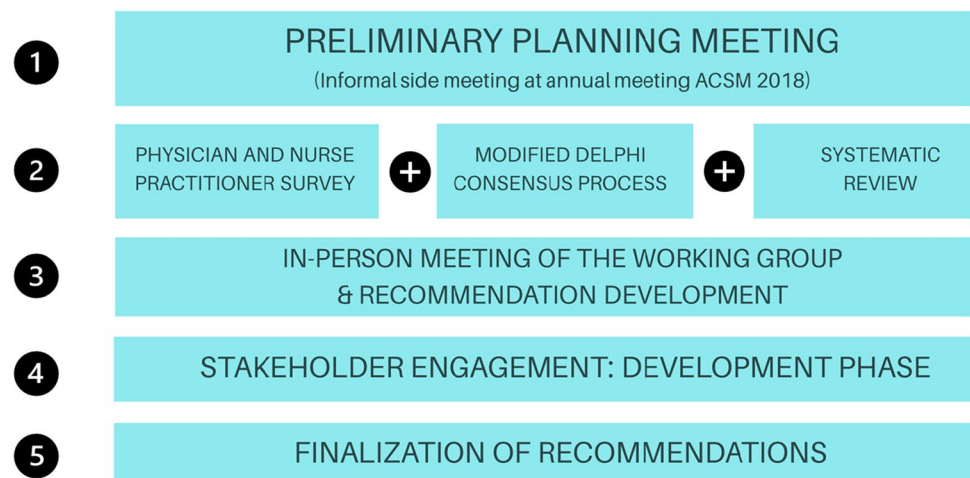 1
PRELIMINARY PLANNING MEETING
(Informal side meeting at annual meeting ACSM 2018)
2
PHYSICIAN AND NURSE
PRACTITIONER SURVEY
+
MODIFIED DELPHI
CONSENSUS PROCESS
+
SYSTEMATIC
REVIEW
3
IN-PERSON MEETING OF THE WORKING GROUP
& RECOMMENDATION DEVELOPMENT
4
STAKEHOLDER ENGAGEMENT: DEVELOPMENT PHASE
5
FINALIZATION OF RECOMMENDATIONS